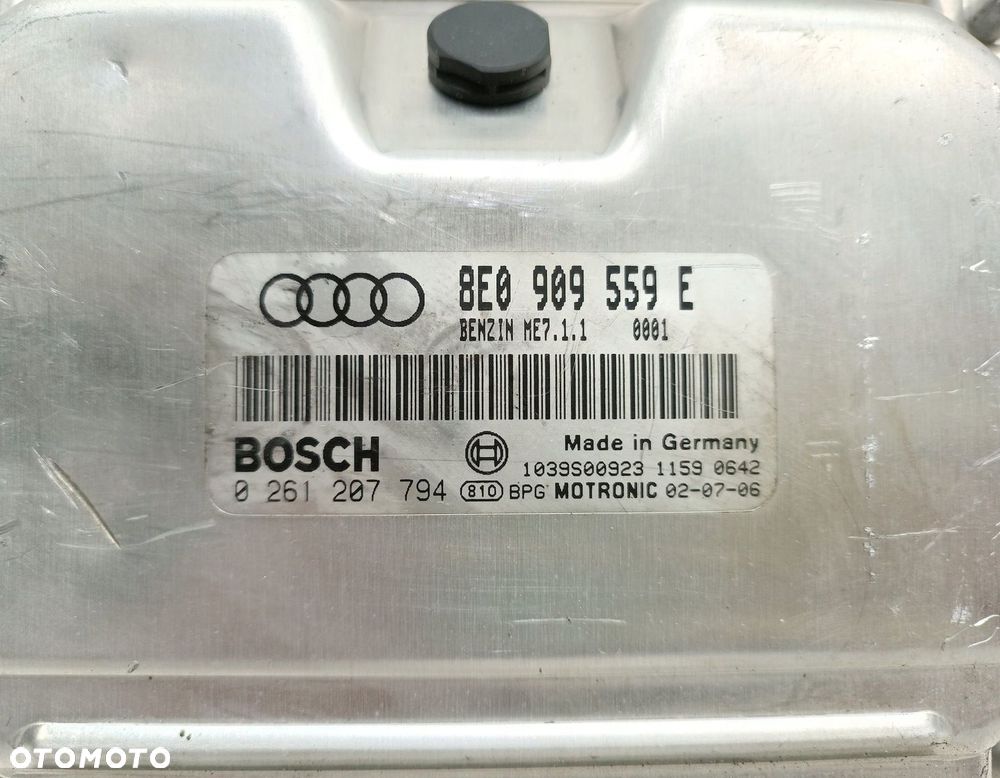 8E0 909 559 E
BENZIN ME7.1.1 0001
BOSCH
Made in Germany
1039S00923 1159 0642
0 261 207 794 810 BPG MOTRONIC 02-07-06
OTOMOTO